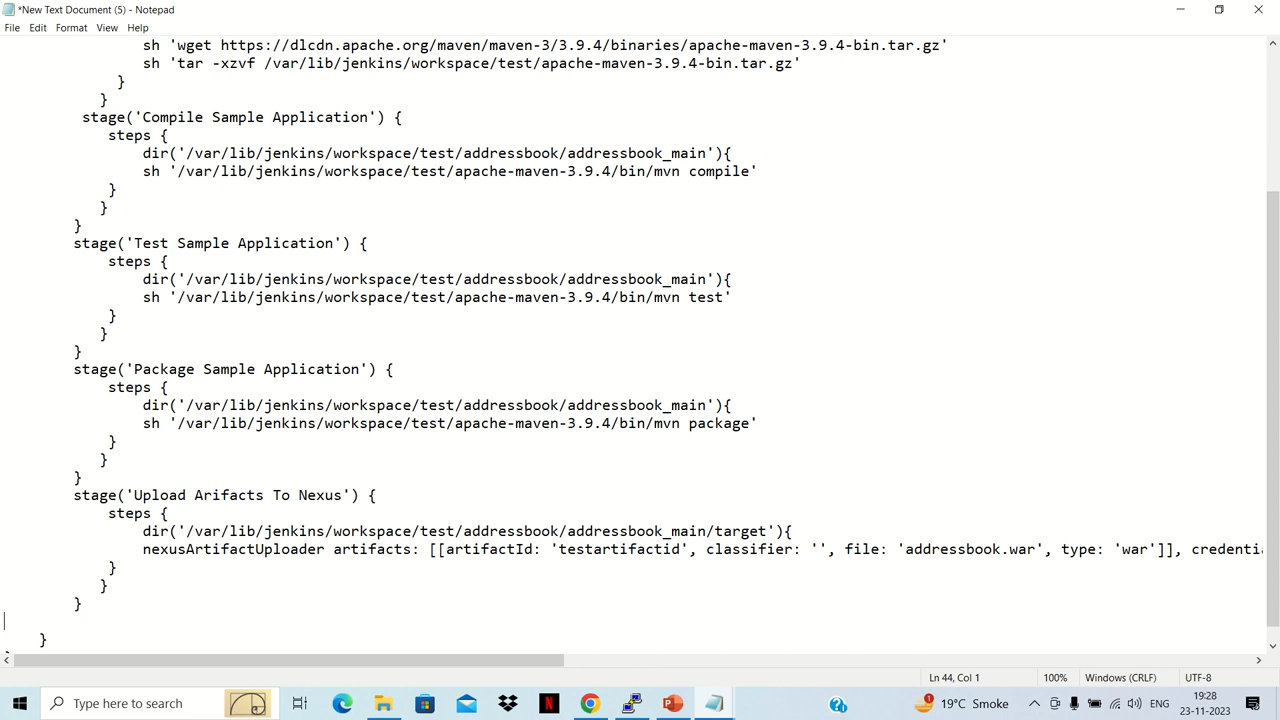 *New Text Document (5) - Notepad
File Edit Format View Help
sh 'wget https://dlcdn.apache.org/maven/maven-3/3.9.4/binaries/apache-maven-3.9.4-bin.tar.gz'
sh 'tar -xzvf /var/lib/jenkins/workspace/test/apache-maven-3.9.4-bin.tar.gz'
}
}
stage('Compile Sample Application') {
steps {
dir('/var/lib/jenkins/workspace/test/addressbook/addressbook_main'){
sh '/var/lib/jenkins/workspace/test/apache-maven-3.9.4/bin/mvn compile'
}
}
}
stage('Test Sample Application') {
steps {
dir('/var/lib/jenkins/workspace/test/addressbook/addressbook_main'){
sh '/var/lib/jenkins/workspace/test/apache-maven-3.9.4/bin/mvn test'
}
}
}
stage('Package Sample Application') {
steps {
dir('/var/lib/jenkins/workspace/test/addressbook/addressbook_main'){
sh '/var/lib/jenkins/workspace/test/apache-maven-3.9.4/bin/mvn package'
}
}
}
stage('Upload Arifacts To Nexus') {
steps {
dir('/var/lib/jenkins/workspace/test/addressbook/addressbook_main/target'){
nexusArtifactUploader artifacts: [[artifactId: 'testartifactid', classifier: '', file: 'addressbook.war', type: 'war']], credentia
}
}
}
}
Ln 44, Col 1 100% Windows (CRLF) UTF-8
Type here to search 19°C Smoke ENG 19:28
23-11-2023